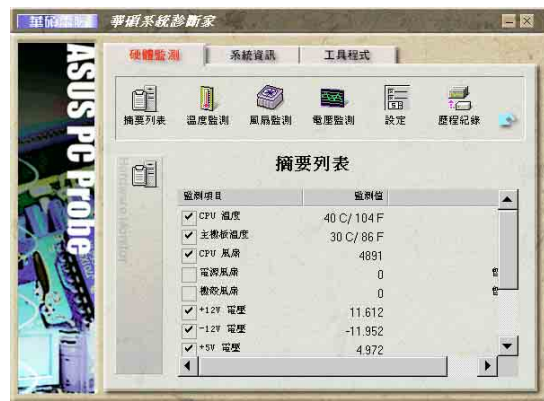 華碩系統診斷家
硬體監測 系統資訊 工具程式
摘要列表 溫度監測 風扇監測 電壓監測 設定 歷程紀錄
ASUS PC Probe
Hardware Monitor
摘要列表
監測項目 監測值
CPU 溫度 40 C/ 104 F
主機板溫度 30 C/ 86 F
CPU 風扇 4891
電源風扇 0
機殼風扇 0
+12V 電壓 11.612
-12V 電壓 -11.952
+5V 電壓 4.972